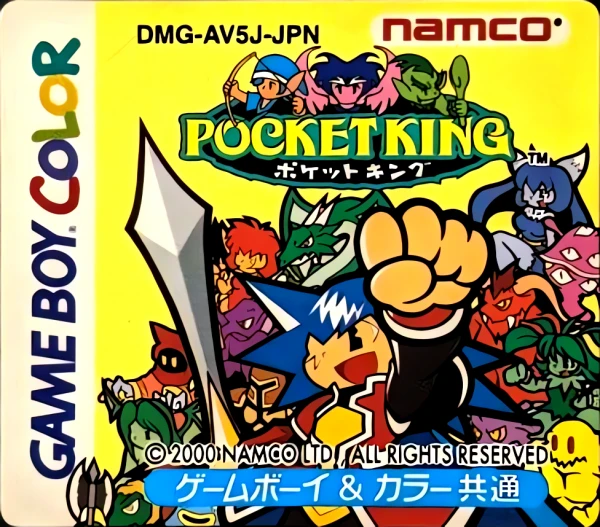 DMG-AV5J-JPN
namco
GAME BOY COLOR
POCKET KING
ポケットキング
TM
© 2000 NAMCO LTD., ALL RIGHTS RESERVED
ゲームボーイ & カラー共通